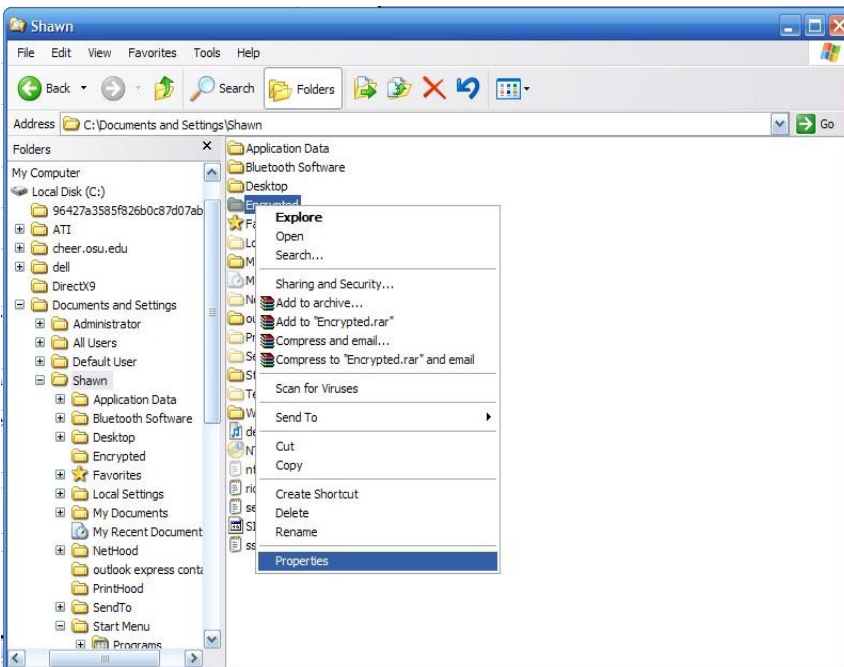 Shawn
File Edit View Favorites Tools Help
Back Search Folders
Address C:\Documents and Settings\Shawn Go
Folders
My Computer
Local Disk (C:)
96427a3585f826b0c87d07ab
ATI
cheer.osu.edu
dell
DirectX9
Documents and Settings
Administrator
All Users
Default User
Shawn
Application Data
Bluetooth Software
Desktop
Encrypted
Favorites
Local Settings
My Documents
My Recent Document
NetHood
outlook express conta
PrintHood
SendTo
Start Menu
Programs
Application Data
Bluetooth Software
Desktop
Encrypted
Explore
Open
Search...
Sharing and Security...
Add to archive...
Add to "Encrypted.rar"
Compress and email...
Compress to "Encrypted.rar" and email
Scan for Viruses
Send To
Cut
Copy
Create Shortcut
Delete
Rename
Properties